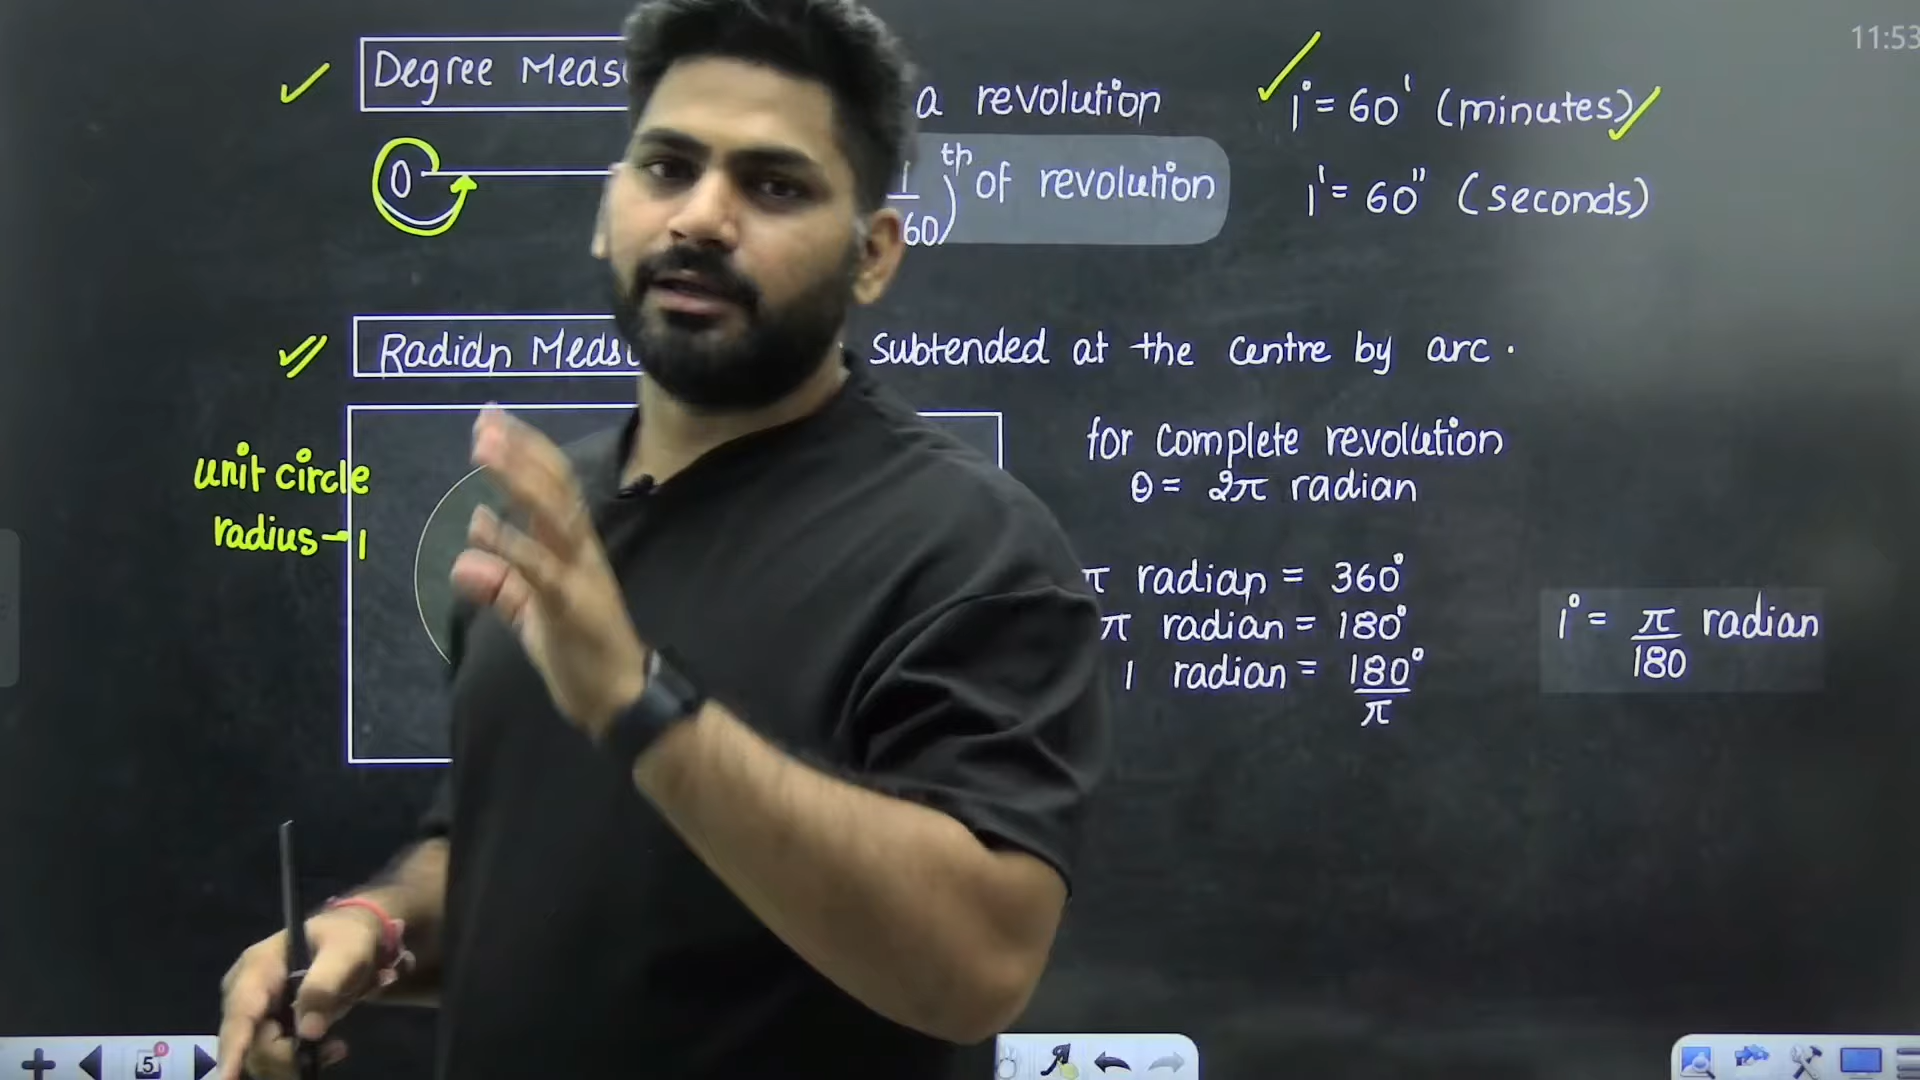 11:53
Degree
a revolution
1° = 60' (minutes)
0
th of revolution
60)
1' = 60" (seconds)
Radian
subtended at the centre by arc.
unit circle
radius - 1
for complete revolution
θ = 2π radian
π radian = 360°
π radian = 180°
1 radian = 180°/π
1° = π/180 radian
5